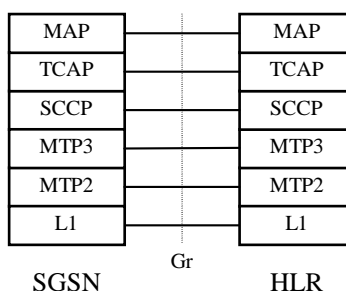 MAP MAP
TCAP TCAP
SCCP SCCP
MTP3 MTP3
MTP2 MTP2
L1 L1
Gr
SGSN HLR